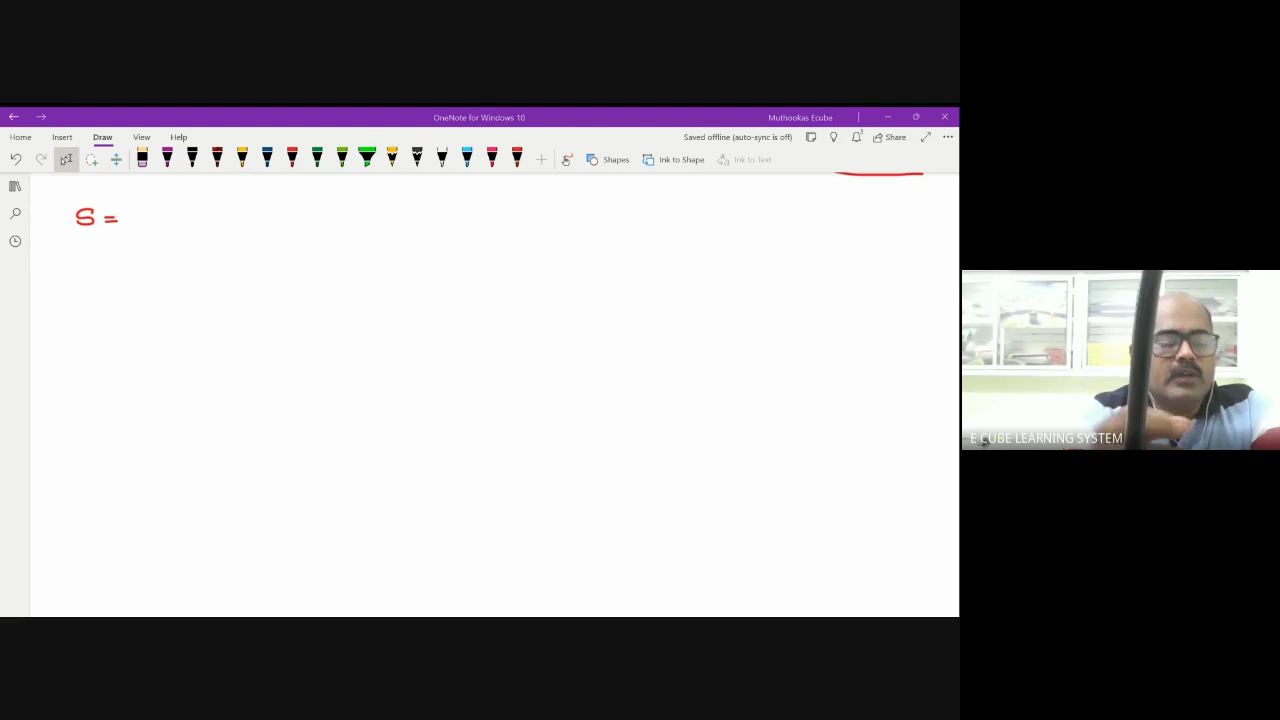 OneNote for Windows 10
Muthookas Ecube
Home Insert Draw View Help
Saved offline (auto-sync is off)
3
Share
Shapes
Ink to Shape
Ink to Text
S =
E CUBE LEARNING SYSTEM